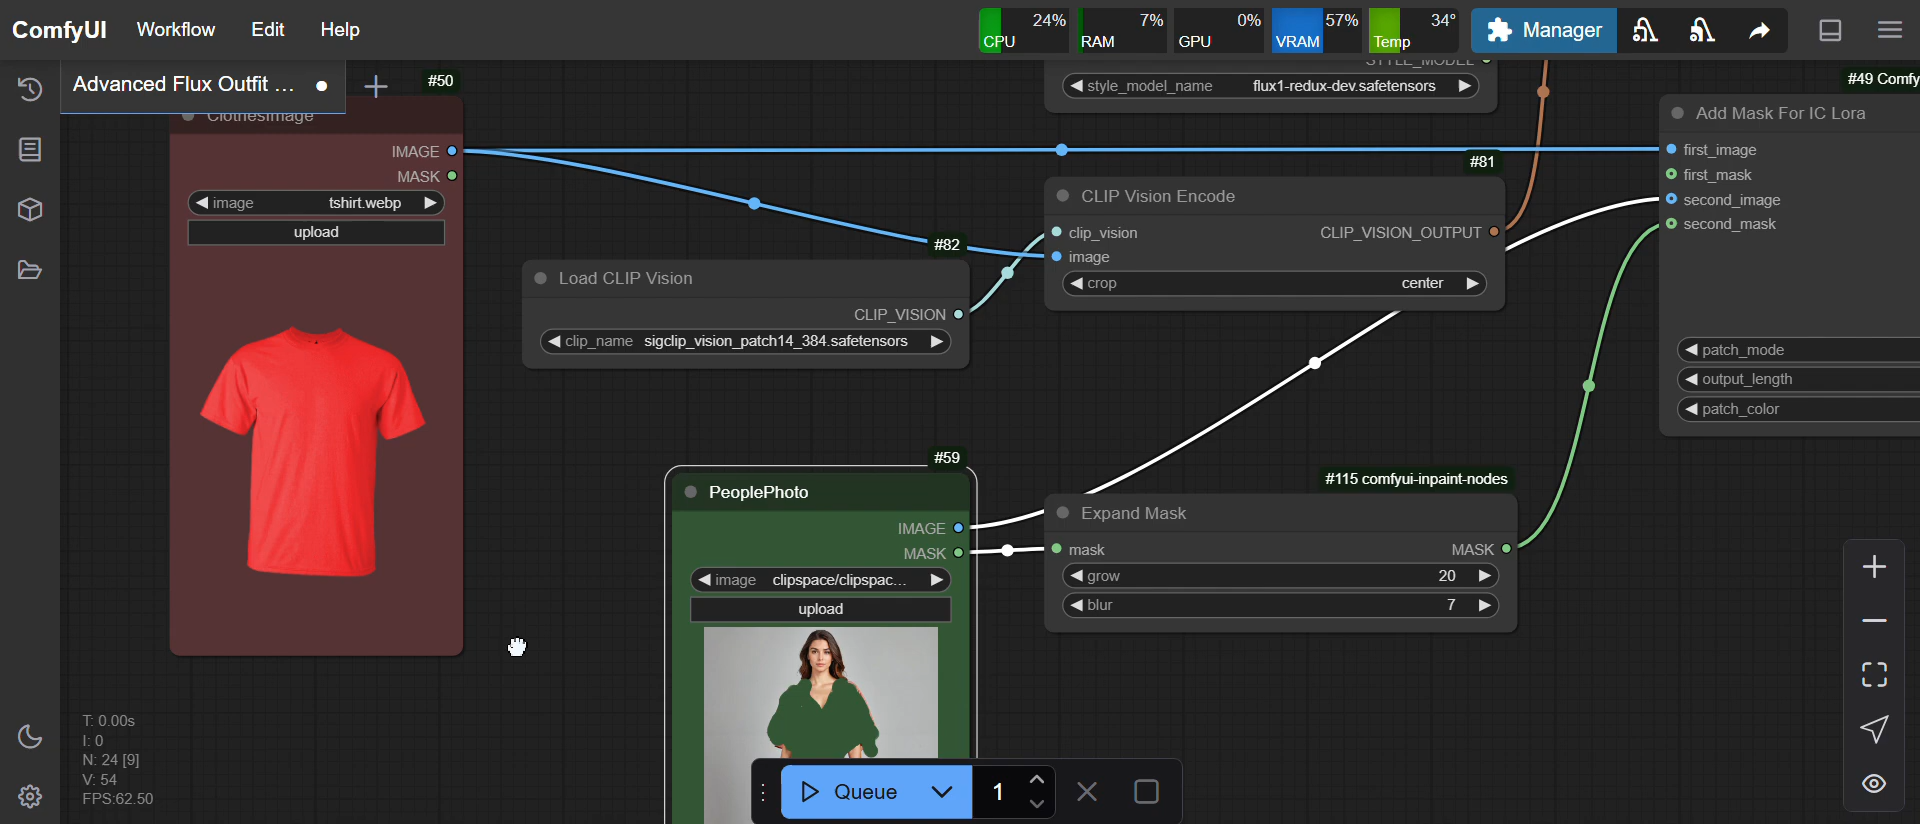 ComfyUI Workflow Edit Help
24% CPU 7% RAM 0% GPU 57% VRAM 34° Temp
Manager
Advanced Flux Outfit ...
#50
ClothesImage
IMAGE
MASK
image tshirt.webp
upload
STYLE_MODEL
style_model_name flux1-redux-dev.safetensors
#49 Comfy
Add Mask For IC Lora
first_image
first_mask
second_image
second_mask
patch_mode
output_length
patch_color
#81
CLIP Vision Encode
clip_vision CLIP_VISION_OUTPUT
image
crop center
#82
Load CLIP Vision
CLIP_VISION
clip_name sigclip_vision_patch14_384.safetensors
#59
PeoplePhoto
IMAGE
MASK
image clipspace/clipspac...
upload
#115 comfyui-inpaint-nodes
Expand Mask
mask MASK
grow 20
blur 7
T: 0.00s
I: 0
N: 24 [9]
V: 54
FPS:62.50
Queue 1